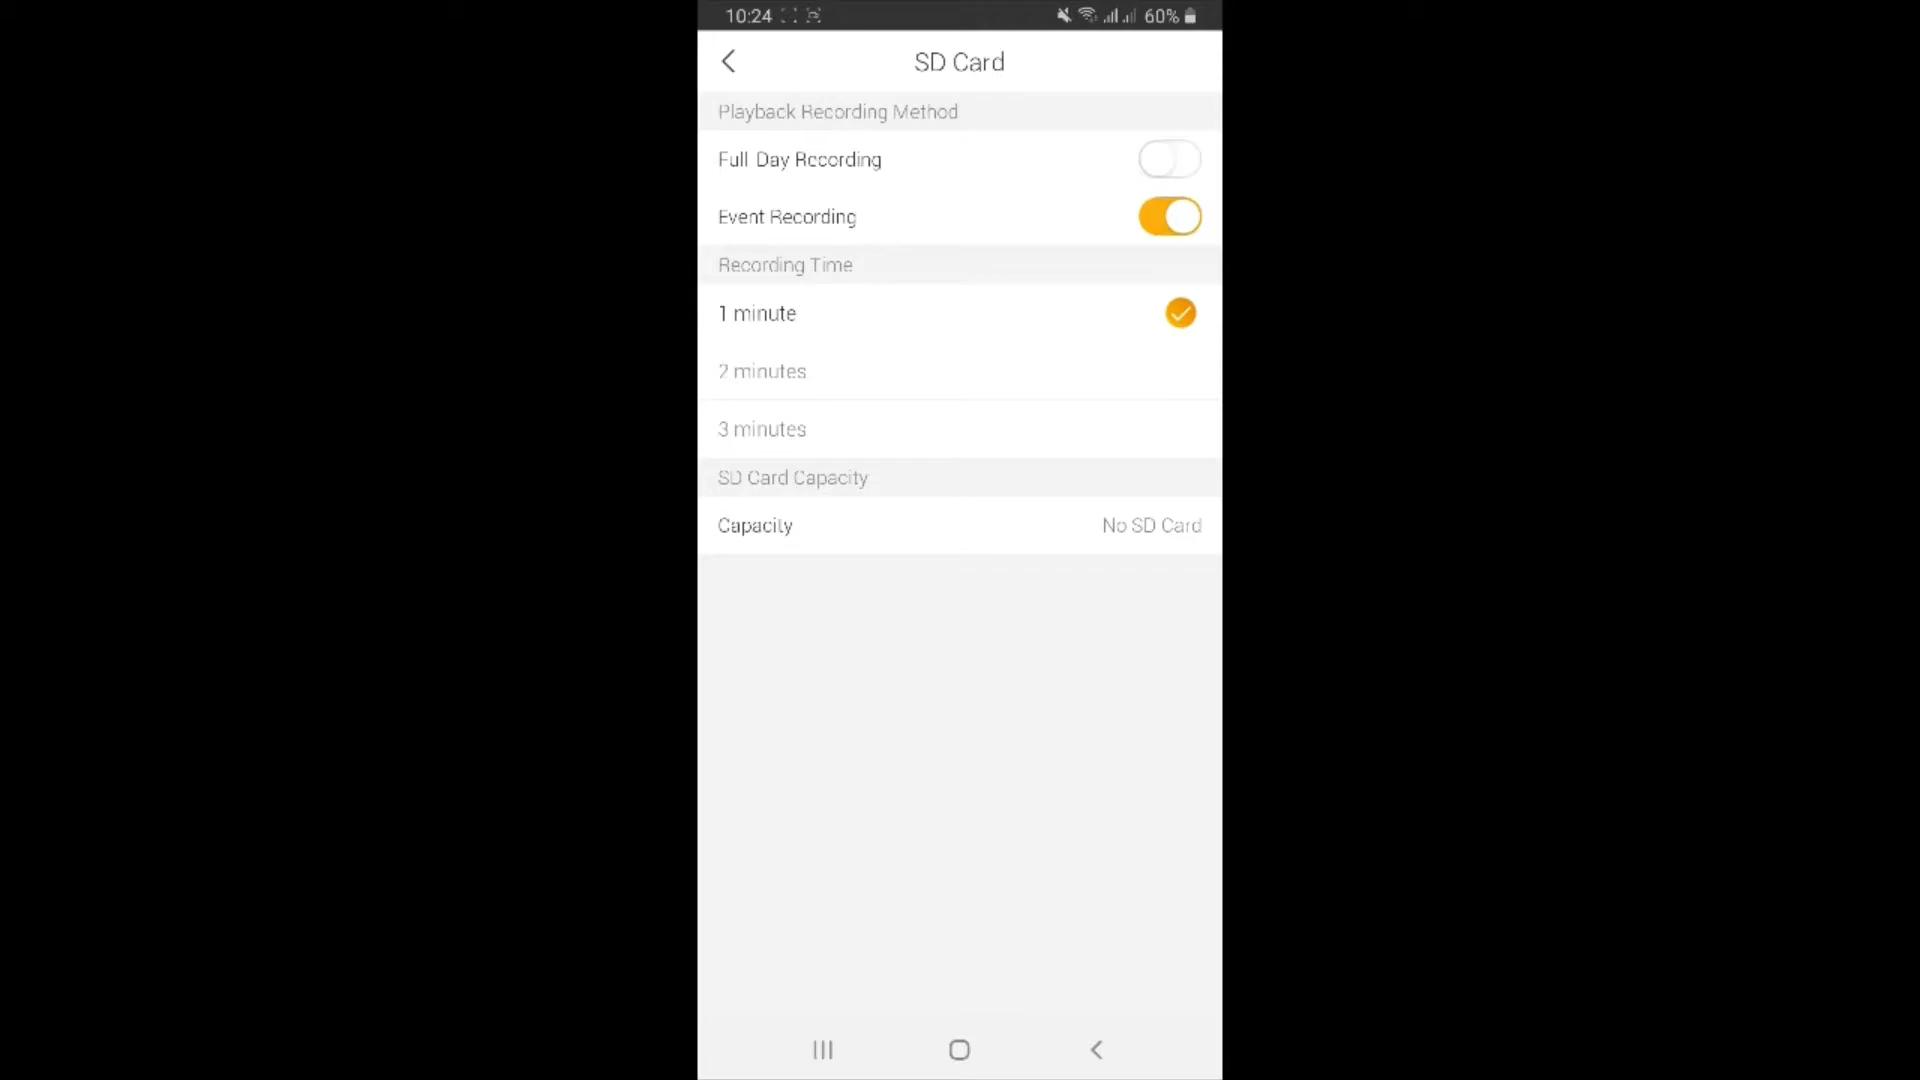 10:24
60%
SD Card
Playback Recording Method
Full Day Recording
Event Recording
Recording Time
1 minute
2 minutes
3 minutes
SD Card Capacity
Capacity No SD Card